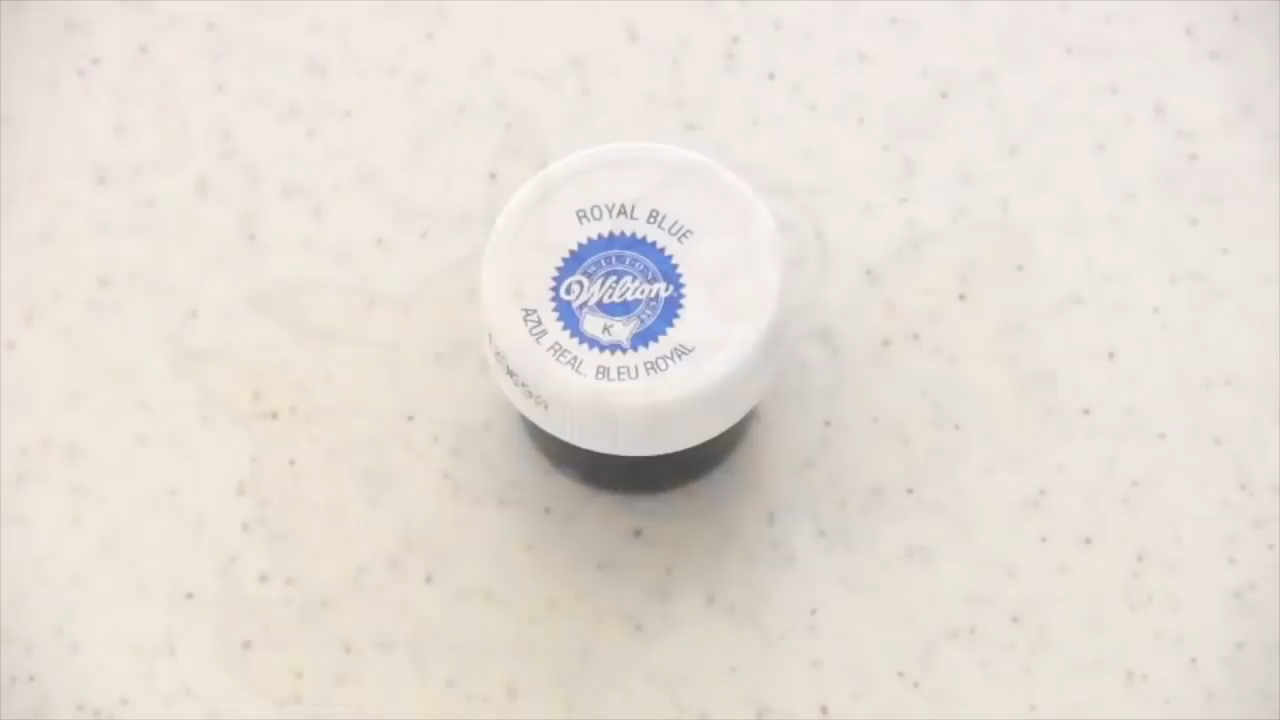 ROYAL BLUE
WILTON
Wilton
K
AZUL REAL. BLEU ROYAL